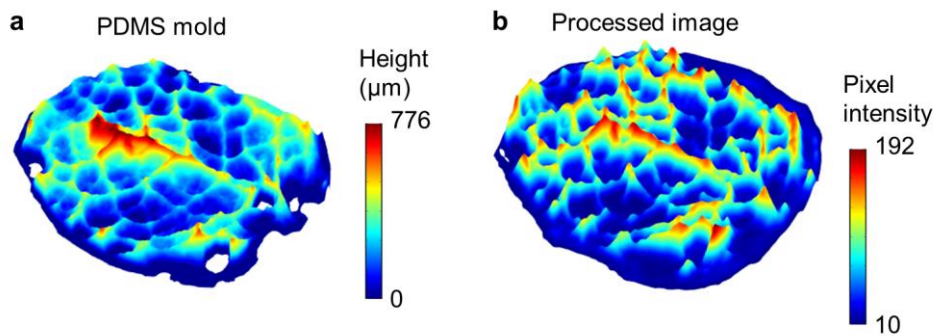 a
PDMS mold
Height
(µm)
776
0
b
Processed image
Pixel
intensity
192
10